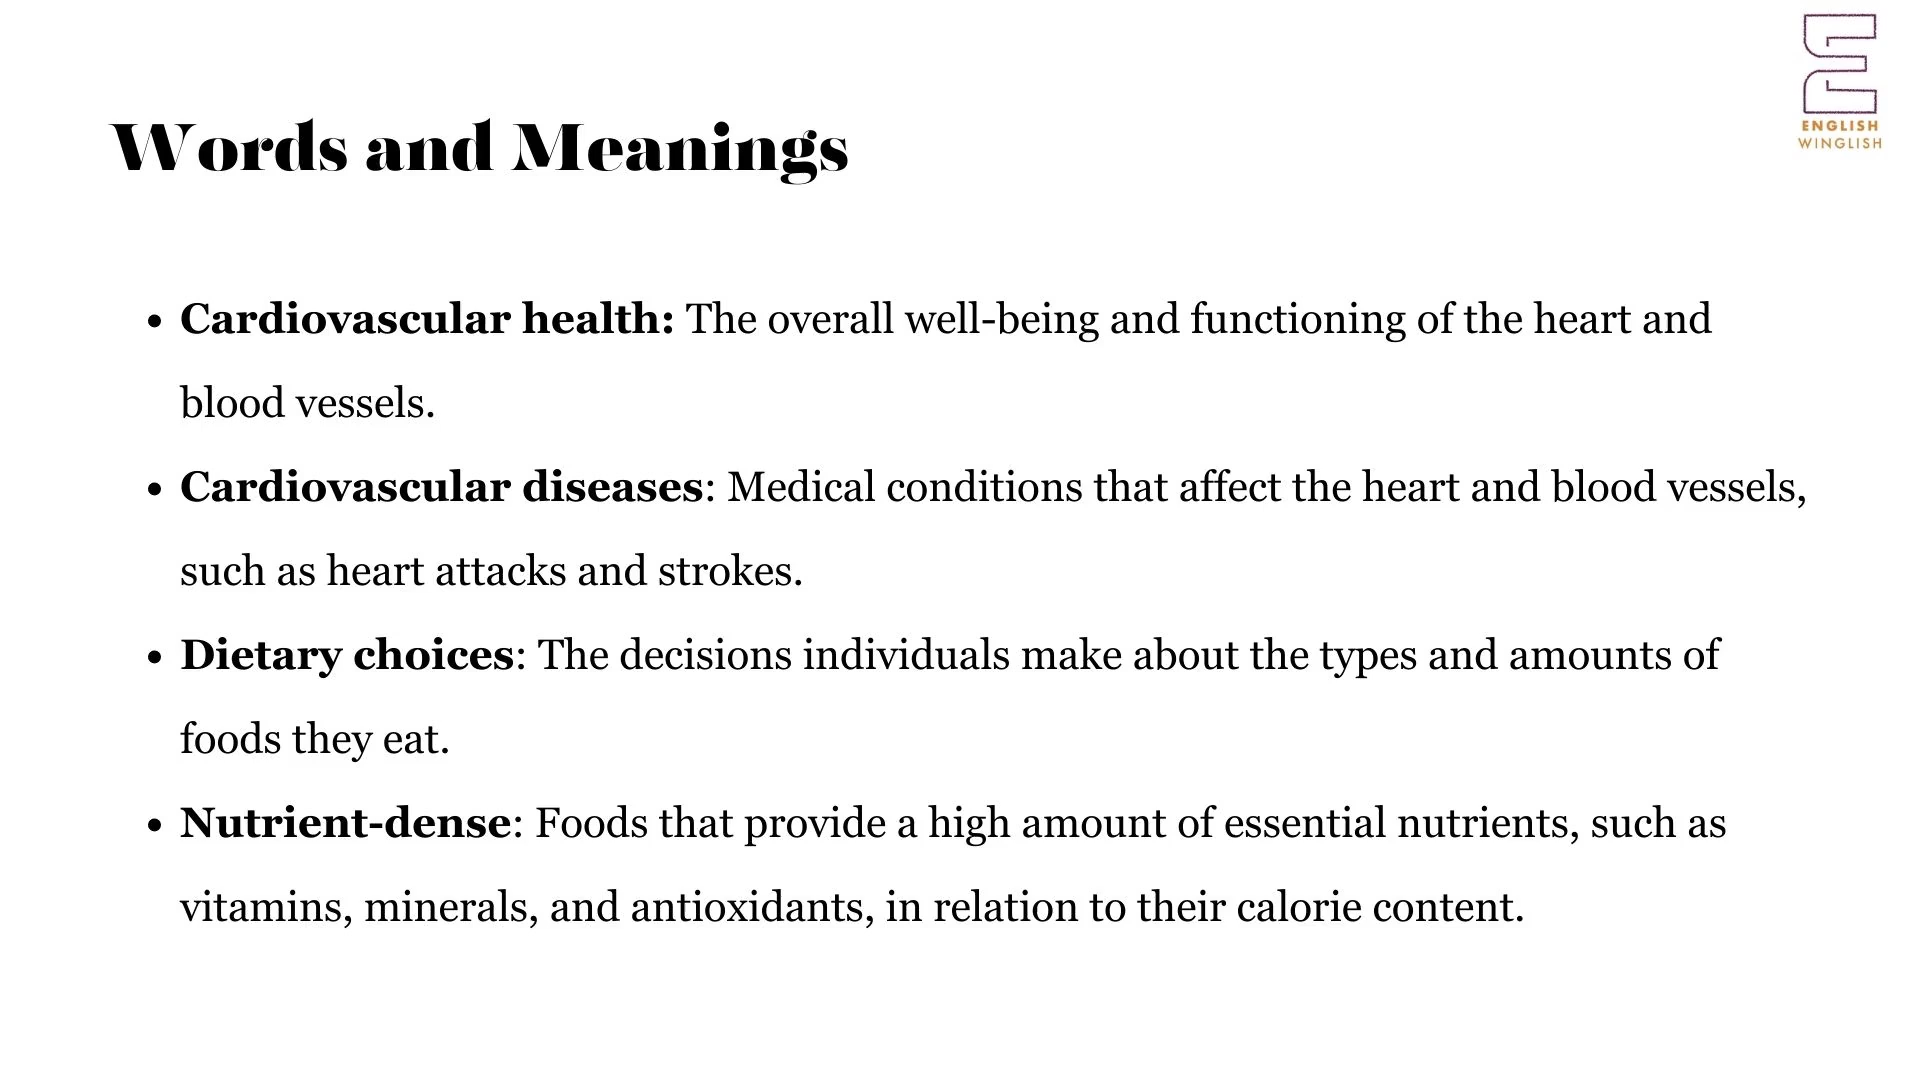 ENGLISH
WINGLISH
Words and Meanings
• Cardiovascular health: The overall well-being and functioning of the heart and
blood vessels.
• Cardiovascular diseases: Medical conditions that affect the heart and blood vessels,
such as heart attacks and strokes.
• Dietary choices: The decisions individuals make about the types and amounts of
foods they eat.
• Nutrient-dense: Foods that provide a high amount of essential nutrients, such as
vitamins, minerals, and antioxidants, in relation to their calorie content.